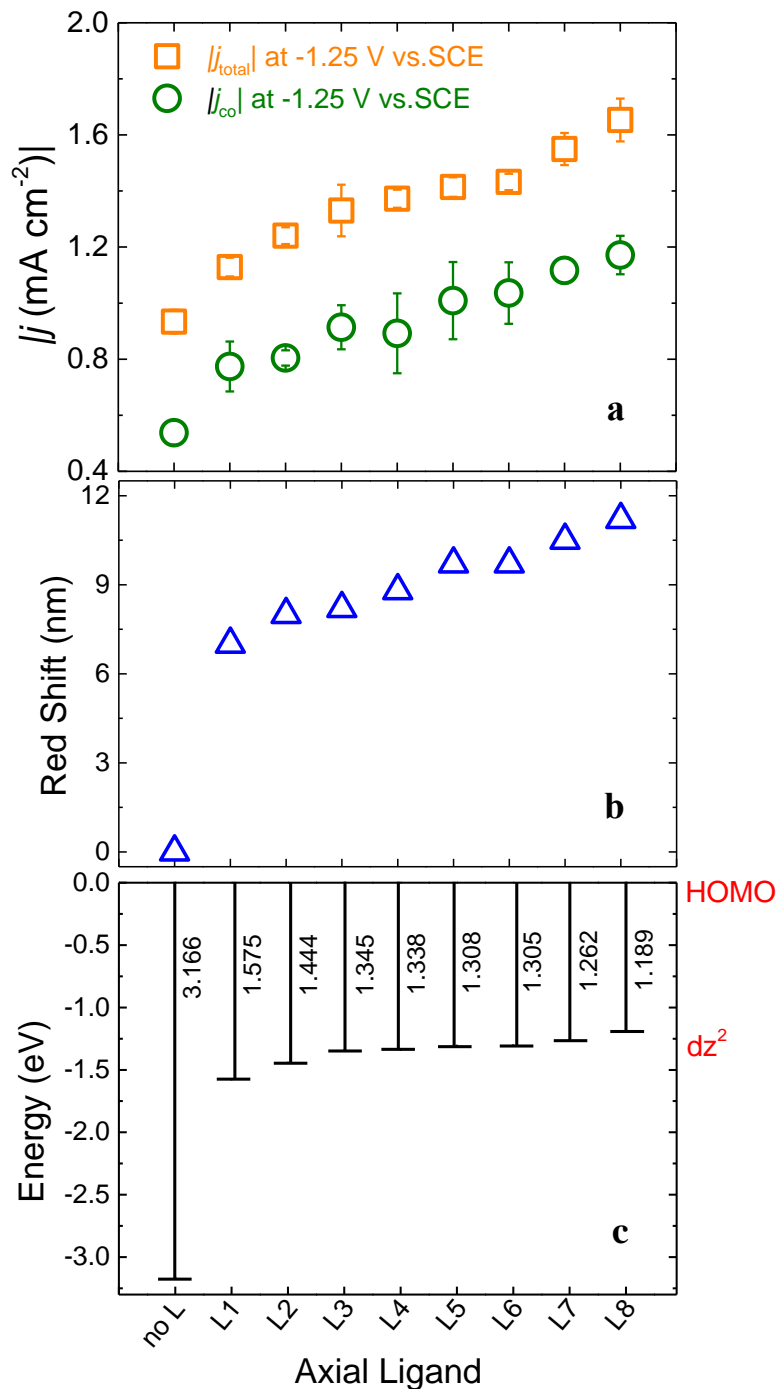 2.0
|j_total| at -1.25 V vs.SCE
|j_co| at -1.25 V vs.SCE
1.6
1.2
0.8
0.4
|j (mA cm⁻²)|
a
12
9
6
3
0
Red Shift (nm)
b
0.0
-0.5
-1.0
-1.5
-2.0
-2.5
-3.0
Energy (eV)
3.166
1.575
1.444
1.345
1.338
1.308
1.305
1.262
1.189
HOMO
dz²
c
no L
L1
L2
L3
L4
L5
L6
L7
L8
Axial Ligand